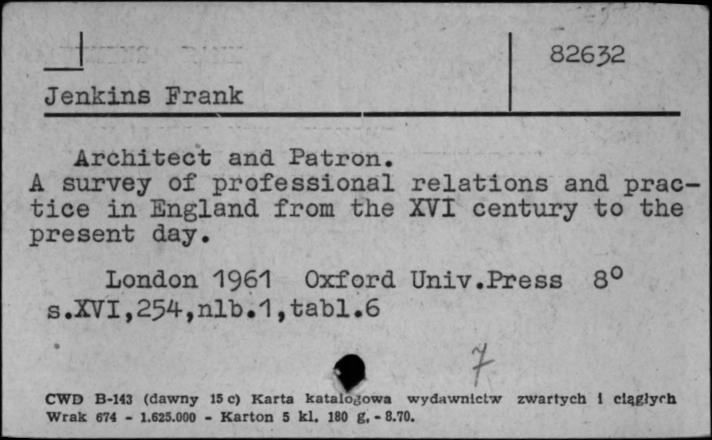 82632
Jenkins Frank
Architect and Patron.
A survey of professional relations and prac-
tice in England from the XVI century to the
present day.
London 1961 Oxford Univ.Press 8°
s.XVI,254,nlb.1,tabl.6
7
CWD B-143 (dawny 15 c) Karta katalogowa wydawnictw zwartych i ciągłych
Wrak 674 - 1.625.000 - Karton 5 kl. 180 g. - 8.70.